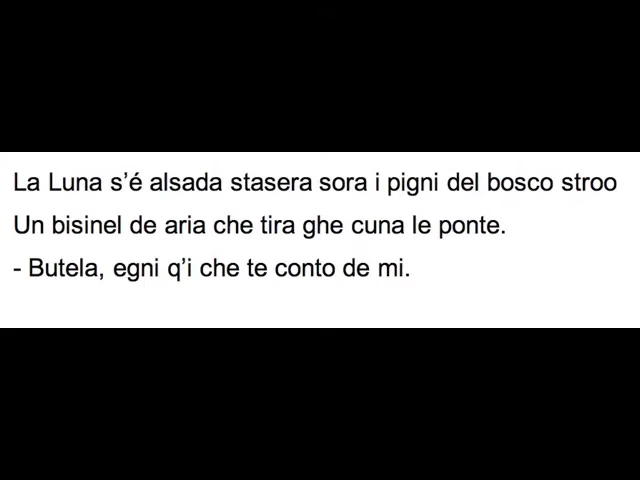 La Luna s’é alsada stasera sora i pigni del bosco stroo
Un bisinel de aria che tira ghe cuna le ponte.
- Butela, egni q’i che te conto de mi.